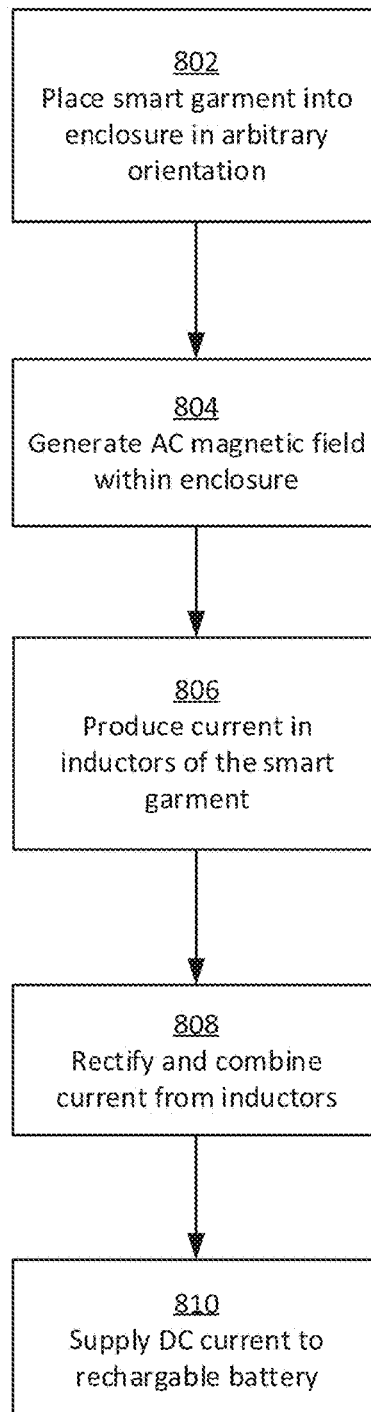 802
Place smart garment into
enclosure in arbitrary
orientation
804
Generate AC magnetic field
within enclosure
806
Produce current in
inductors of the smart
garment
808
Rectify and combine
current from inductors
810
Supply DC current to
rechargable battery